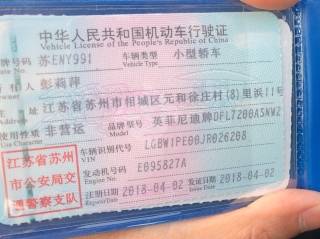 中华人民共和国机动车行驶证
Vehicle License of the People's Republic of China
号牌号码 苏ENY991 车辆类型 小型轿车
Plate No. Vehicle Type
有人 彭莉萍
江苏省苏州市相城区元和徐庄村(8)里浜11号
使用性质 非营运 品牌型号 英菲尼迪牌DFL7200ASNW2
Use Character Model
江苏省苏州
市公安局交
通警察支队
车辆识别代号 LGBW1PE00JR026208
VIN
发动机号码 E095827A
Engine No.
注册日期 2018-04-02 发证日期 2018-04-02
Register Date Issue Date